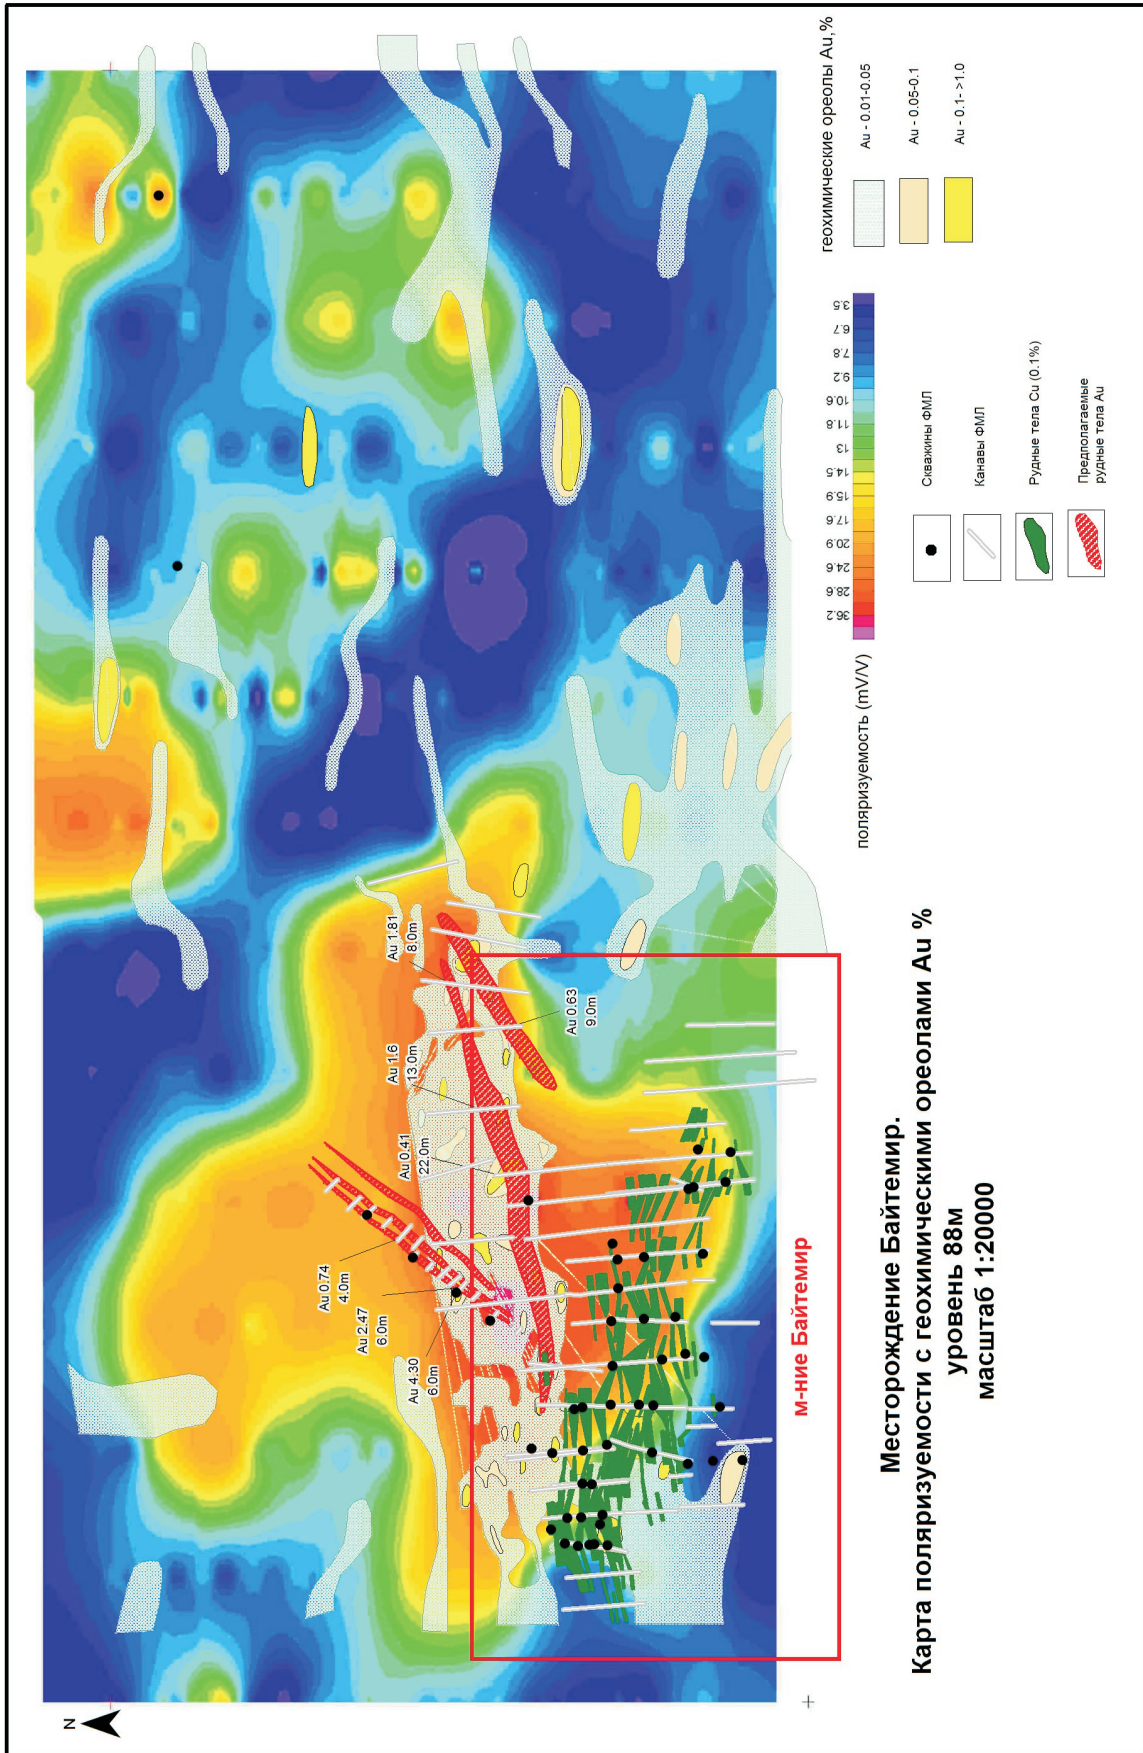 N
Au 4.30
6.0m
Au 2.47
6.0m
Au 0.74
4.0m
Au 0.41
22.0m
Au 1.6
13.0m
Au 1.81
8.0m
Au 0.63
9.0m
м-ние Байтемир
Месторождение Байтемир.
Карта поляризуемости с геохимическими ореолами Au %
уровень 88м
масштаб 1:20000
поляризуемость (mV/V)
36.2
28.6
24.6
20.9
17.6
15.9
14.5
13
11.8
10.6
9.2
7.8
6.7
3.5
геохимические ореолы Au,%
Au - 0.01-0.05
Au - 0.05-0.1
Au - 0.1- >1.0
Скважины ФМЛ
Канавы ФМЛ
Рудные тела Cu (0.1%)
Предполагаемые
рудные тела Au